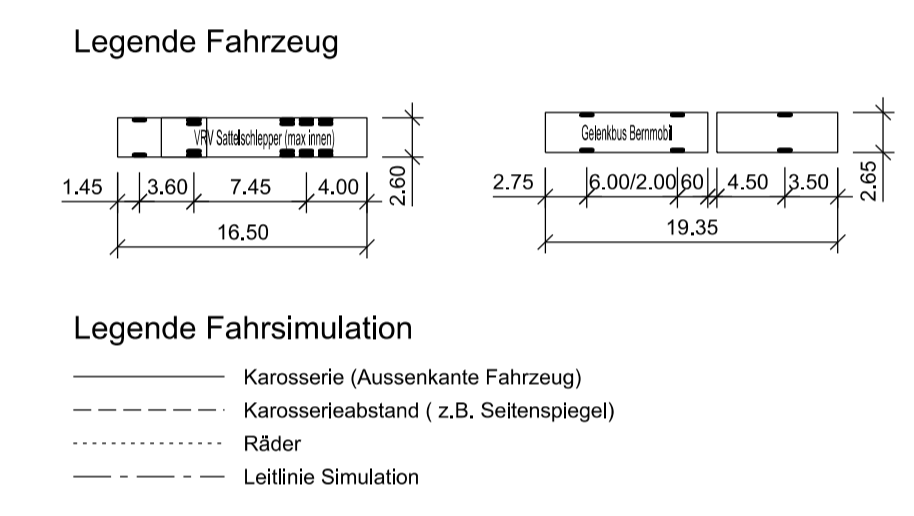 Legende Fahrzeug
VRV Sattelschlepper (max innen)
1.45 3.60 7.45 4.00 2.60
16.50
Gelenkbus Bernmobil
2.75 6.00/2.00 60 4.50 3.50 2.65
19.35
Legende Fahrsimulation
Karosserie (Aussenkante Fahrzeug)
Karosserieabstand ( z.B. Seitenspiegel)
Räder
Leitlinie Simulation